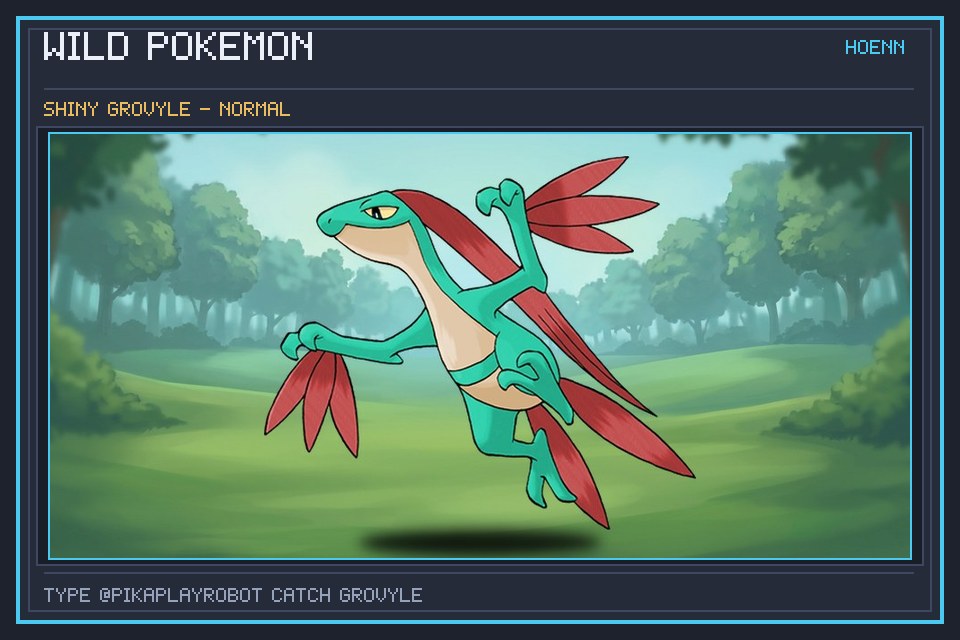 WILD POKEMON
HOENN
SHINY GROVYLE - NORMAL
TYPE @PIKAPLAYROBOT CATCH GROVYLE